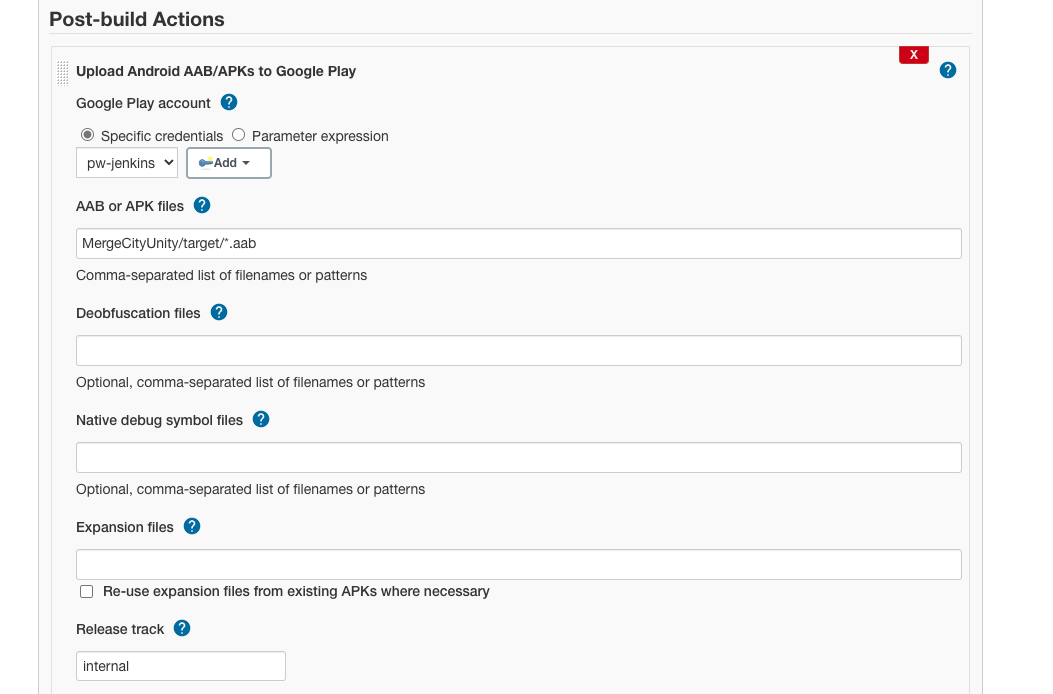 Post-build Actions
X
Upload Android AAB/APKs to Google Play ?
Google Play account ?
Specific credentials Parameter expression
pw-jenkins Add
AAB or APK files ?
MergeCityUnity/target/*.aab
Comma-separated list of filenames or patterns
Deobfuscation files ?
Optional, comma-separated list of filenames or patterns
Native debug symbol files ?
Optional, comma-separated list of filenames or patterns
Expansion files ?
Re-use expansion files from existing APKs where necessary
Release track ?
internal